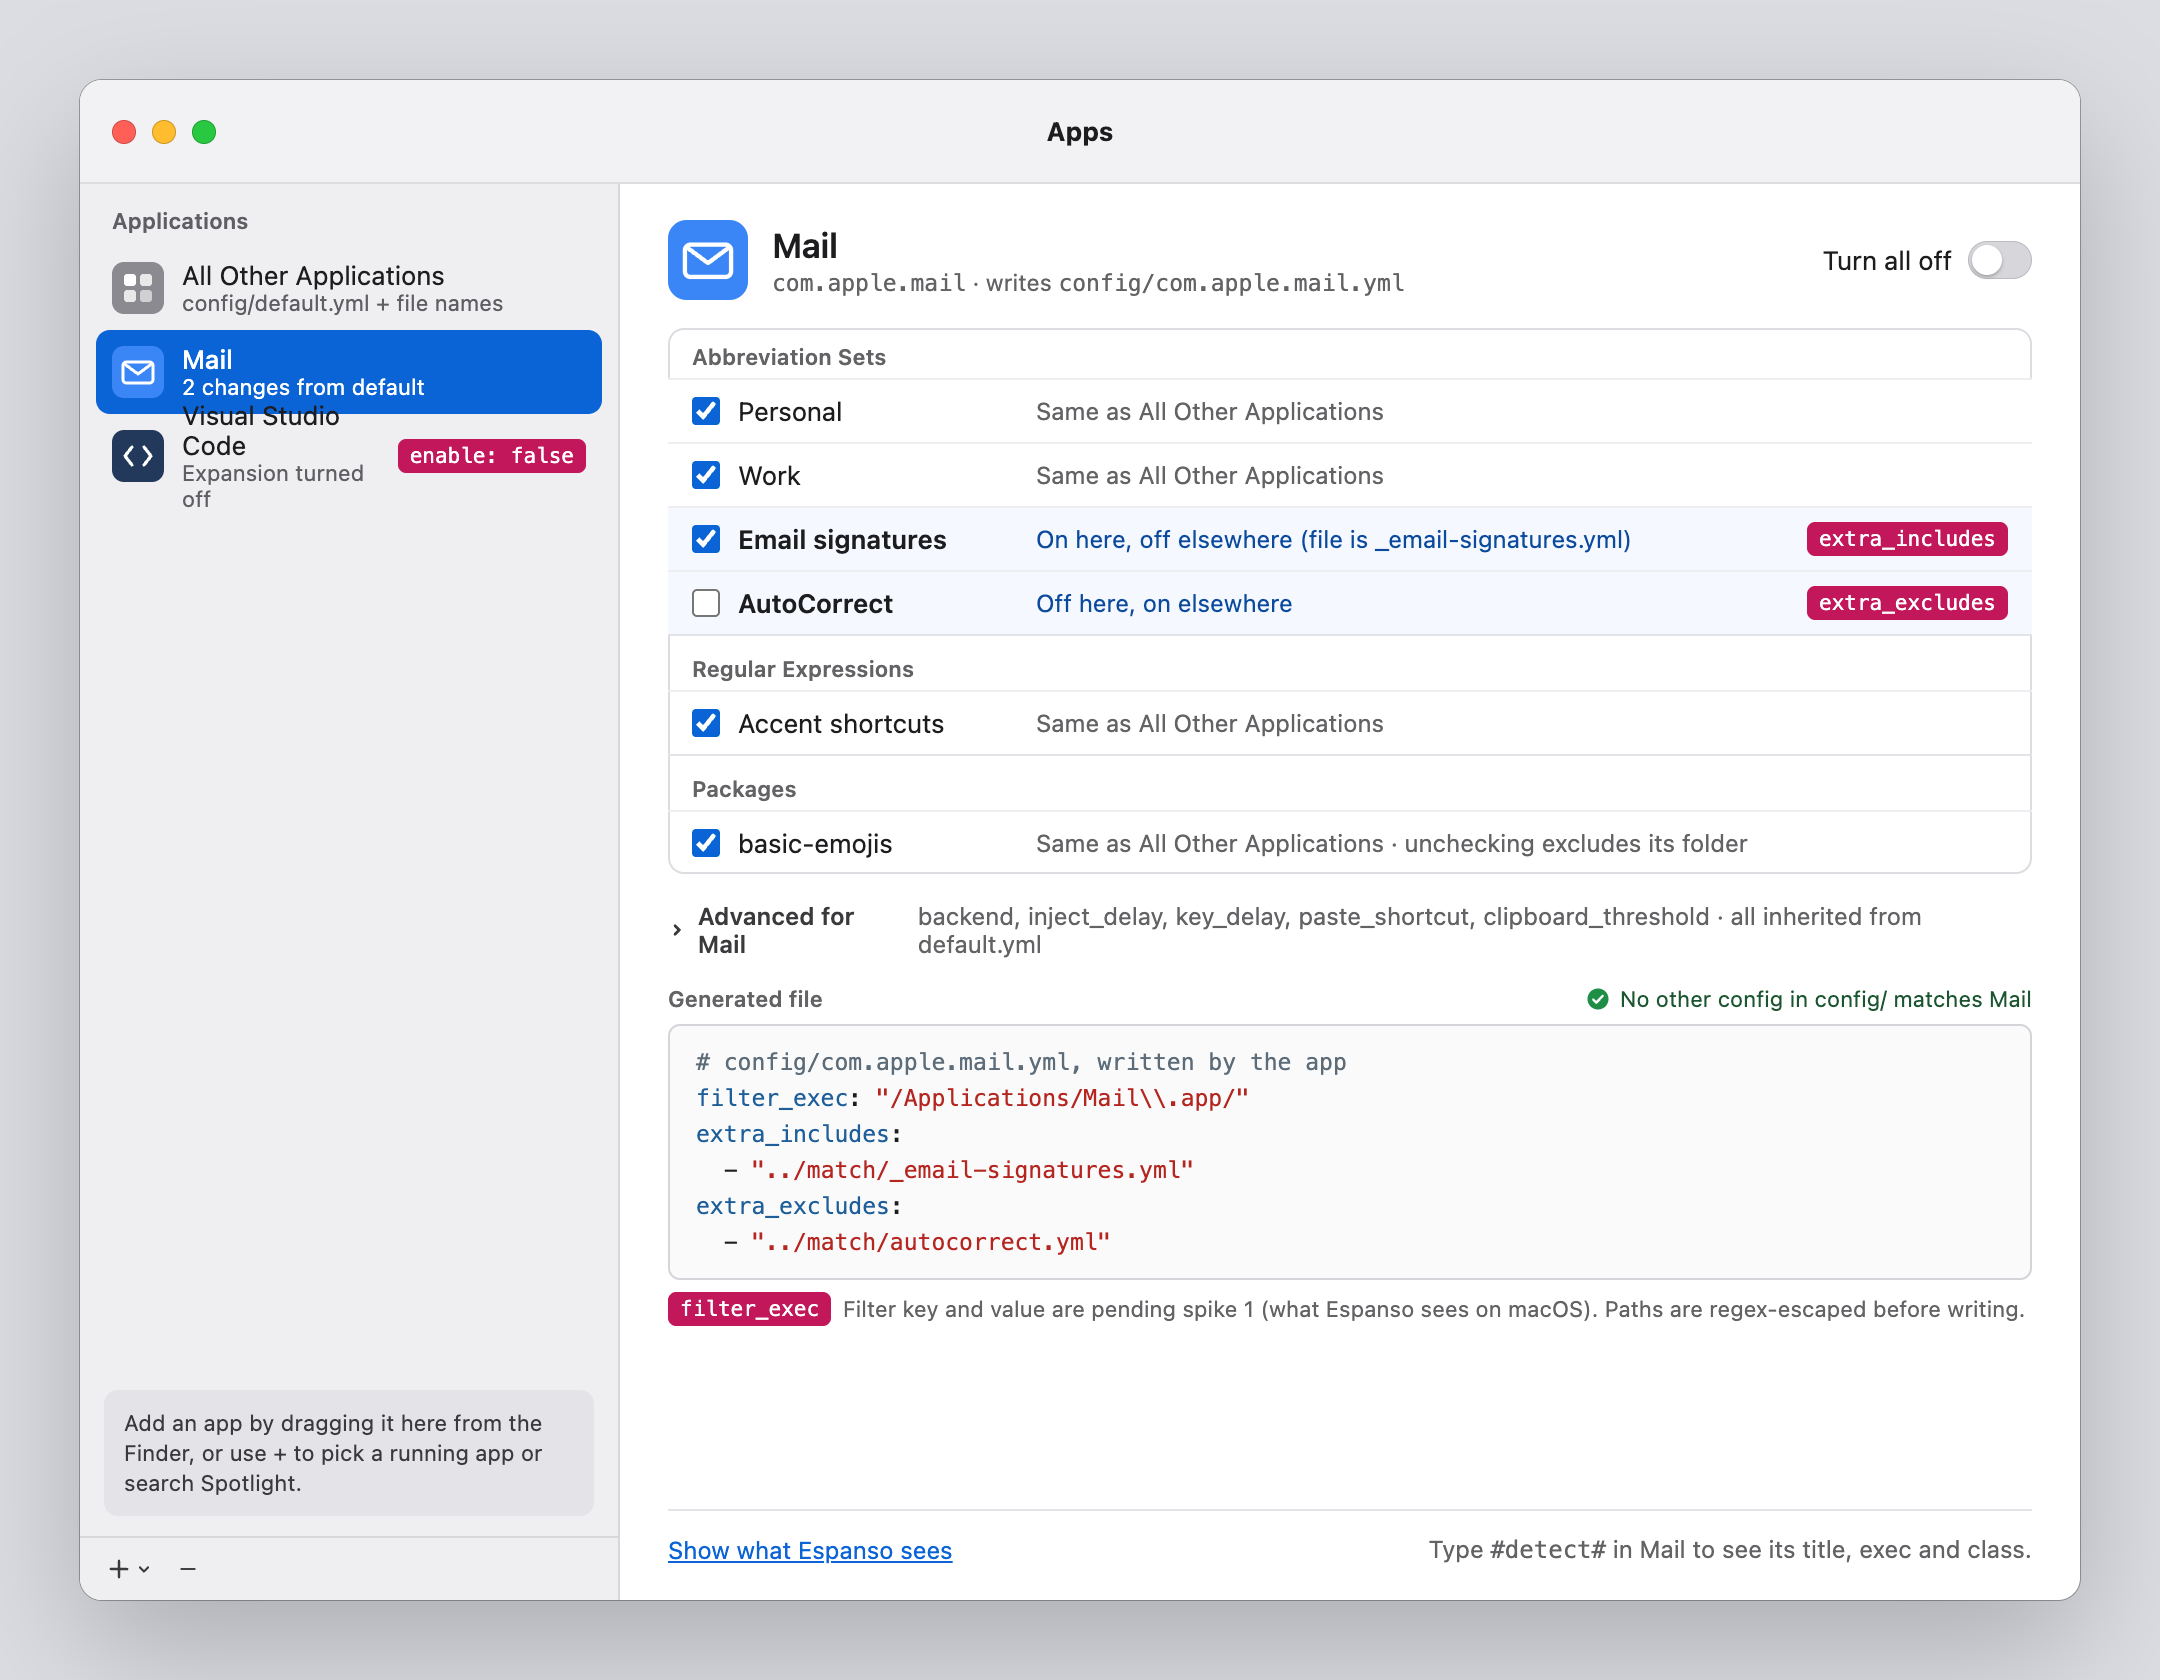 Apps
Applications
All Other Applications
config/default.yml + file names
Mail
2 changes from default
Visual Studio
Code
Expansion turned
off
enable: false
Add an app by dragging it here from the
Finder, or use + to pick a running app or
search Spotlight.
Mail
com.apple.mail · writes config/com.apple.mail.yml
Turn all off
Abbreviation Sets
Personal Same as All Other Applications
Work Same as All Other Applications
Email signatures On here, off elsewhere (file is _email-signatures.yml) extra_includes
AutoCorrect Off here, on elsewhere extra_excludes
Regular Expressions
Accent shortcuts Same as All Other Applications
Packages
basic-emojis Same as All Other Applications · unchecking excludes its folder
Advanced for
Mail
backend, inject_delay, key_delay, paste_shortcut, clipboard_threshold · all inherited from
default.yml
Generated file
No other config in config/ matches Mail
# config/com.apple.mail.yml, written by the app
filter_exec: "/Applications/Mail\\.app/"
extra_includes:
  - "../match/_email-signatures.yml"
extra_excludes:
  - "../match/autocorrect.yml"
filter_exec Filter key and value are pending spike 1 (what Espanso sees on macOS). Paths are regex-escaped before writing.
Show what Espanso sees
Type #detect# in Mail to see its title, exec and class.